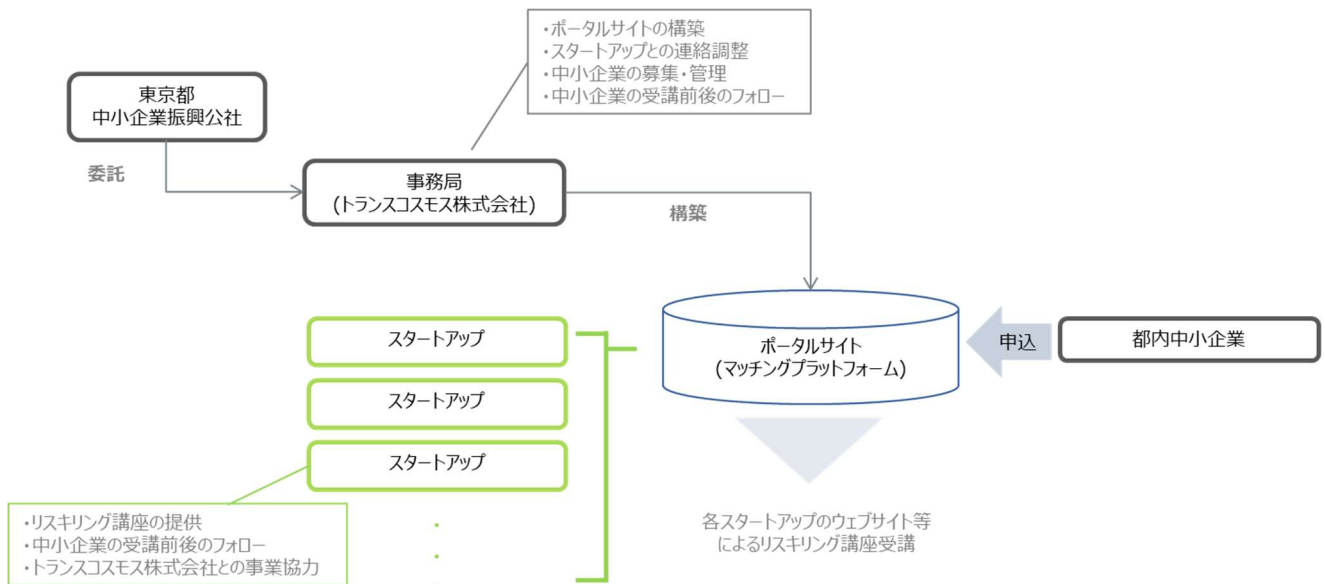 ・ポータルサイトの構築
・スタートアップとの連絡調整
・中小企業の募集・管理
・中小企業の受講前後のフォロー
東京都
中小企業振興公社
委託
事務局
(トランスコスモス株式会社)
構築
スタートアップ
スタートアップ
スタートアップ
ポータルサイト
(マッチングプラットフォーム)
申込
都内中小企業
・リスキリング講座の提供
・中小企業の受講前後のフォロー
・トランスコスモス株式会社との事業協力
各スタートアップのウェブサイト等
によるリスキリング講座受講